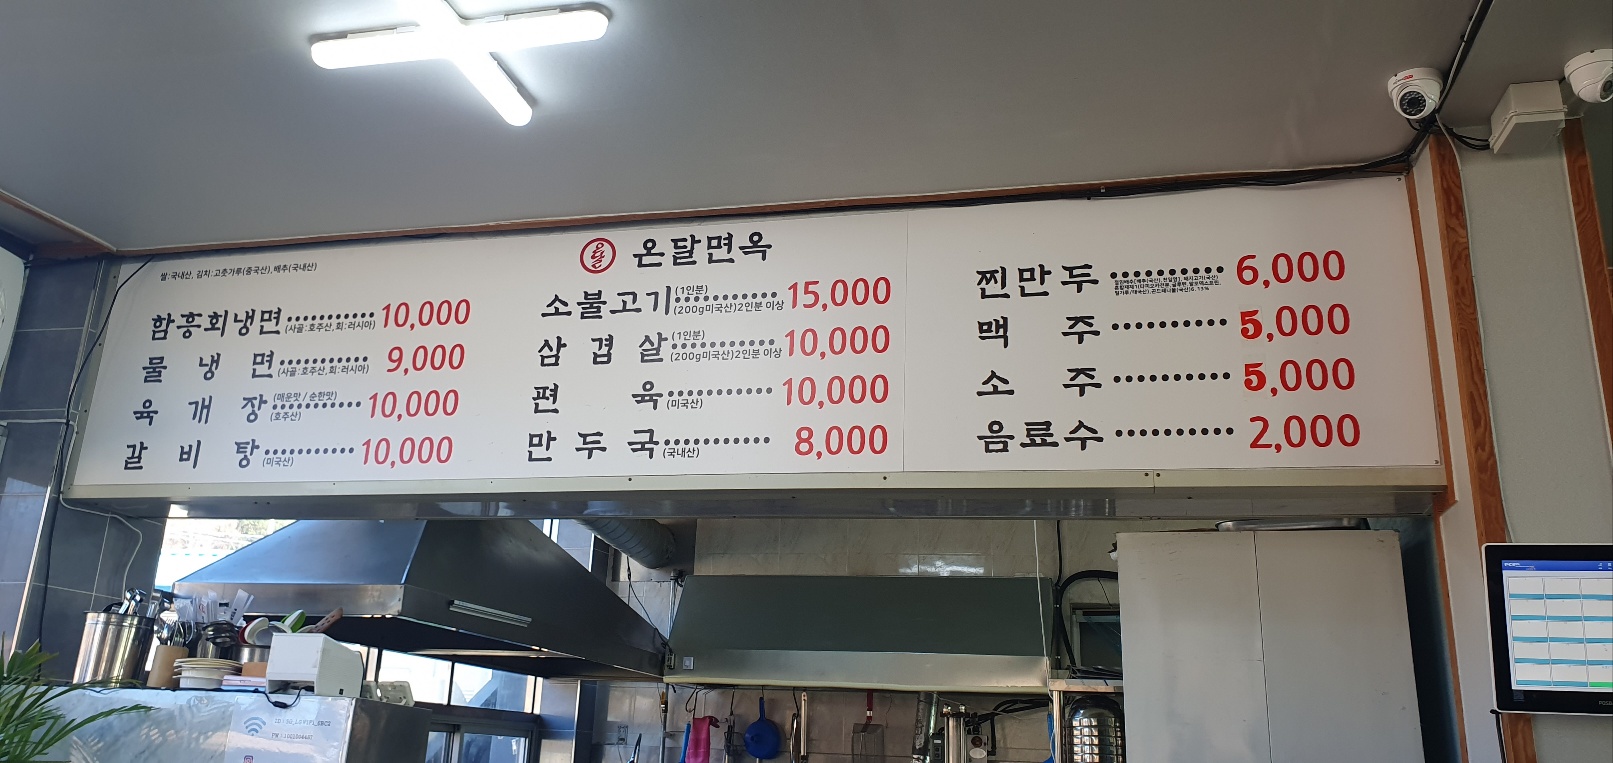 쌀:국내산, 김치:고춧가루(중국산),배추(국내산)
함흥회냉면 (사골:호주산,회:러시아) 10,000
물냉면 (사골:호주산,회:러시아) 9,000
육개장 (매운맛 / 순한맛) (호주산) 10,000
갈비탕 (미국산) 10,000
온달 온달면옥
소불고기 (1인분) (200g미국산)2인분 이상 15,000
삼겹살 (1인분) (200g미국산)2인분 이상 10,000
편육 (미국산) 10,000
만두국 (국내산) 8,000
찐만두 6,000
맥주 5,000
소주 5,000
음료수 2,000